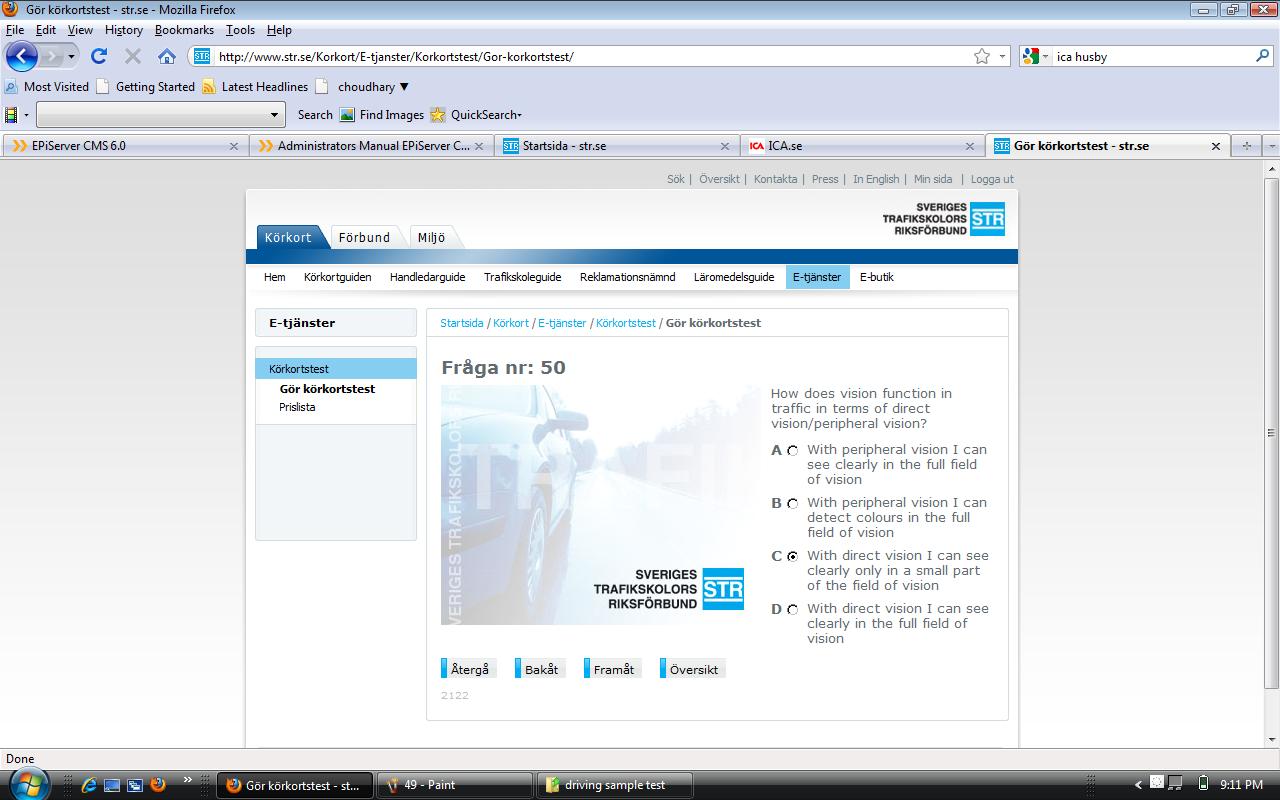 Gör körkortstest - str.se - Mozilla Firefox
File Edit View History Bookmarks Tools Help
http://www.str.se/Korkort/E-tjanster/Korkortstest/Gor-korkortstest/
ica husby
Most Visited Getting Started Latest Headlines choudhary ▼
Search Find Images QuickSearch
EPiServer CMS 6.0
Administrators Manual EPiServer C...
STR Startsida - str.se
ICA ICA.se
STR Gör körkortstest - str.se
Sök | Översikt | Kontakta | Press | In English | Min sida | Logga ut
SVERIGES
TRAFIKSKOLORS
RIKSFÖRBUND
STR
Körkort Förbund Miljö
Hem Körkortguiden Handledarguide Trafikskoleguide Reklamationsnämnd Läromedelsguide E-tjänster E-butik
E-tjänster
Körkortstest
Gör körkortstest
Prislista
Startsida / Körkort / E-tjänster / Körkortstest / Gör körkortstest
Fråga nr: 50
VERIGES TRAFIKSKOLORS R
TRAFI
SVERIGES
TRAFIKSKOLORS
RIKSFÖRBUND
STR
How does vision function in
traffic in terms of direct
vision/peripheral vision?
A With peripheral vision I can
see clearly in the full field
of vision
B With peripheral vision I can
detect colours in the full
field of vision
C With direct vision I can see
clearly only in a small part
of the field of vision
D With direct vision I can see
clearly in the full field of
vision
Återgå Bakåt Framåt Översikt
2122
Done
Gör körkortstest - st...
49 - Paint
driving sample test
9:11 PM